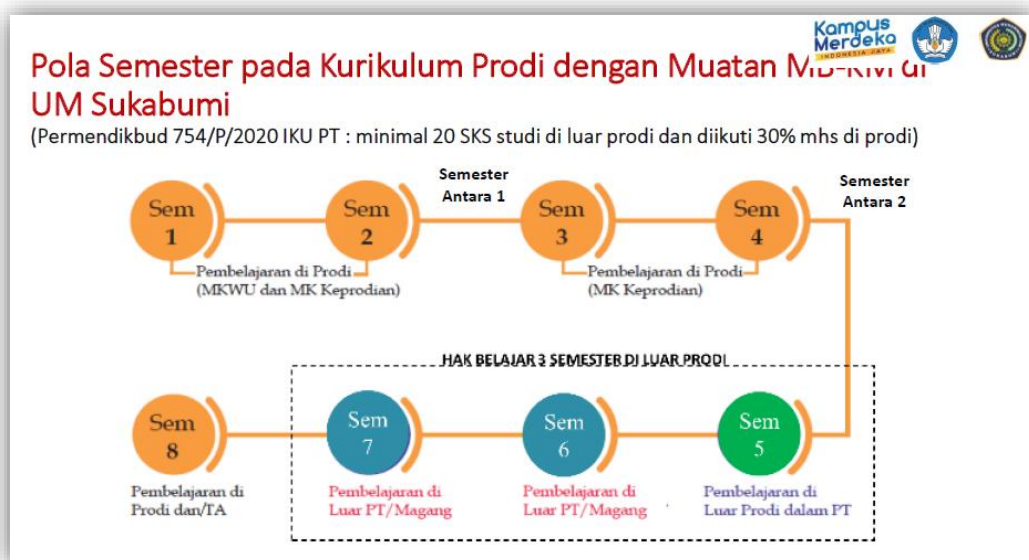 Kampus
Merdeka
INDONESIA JAYA
Pola Semester pada Kurikulum Prodi dengan Muatan MB-KM di
UM Sukabumi
(Permendikbud 754/P/2020 IKU PT : minimal 20 SKS studi di luar prodi dan diikuti 30% mhs di prodi)
Semester
Antara 1
Semester
Antara 2
Sem
1
Sem
2
Sem
3
Sem
4
Pembelajaran di Prodi
(MKWU dan MK Keprodian)
Pembelajaran di Prodi
(MK Keprodian)
HAK BELAJAR 3 SEMESTER DI LUAR PRODI
Sem
8
Sem
7
Sem
6
Sem
5
Pembelajaran di
Prodi dan/TA
Pembelajaran di
Luar PT/Magang
Pembelajaran di
Luar PT/Magang
Pembelajaran di
Luar Prodi dalam PT